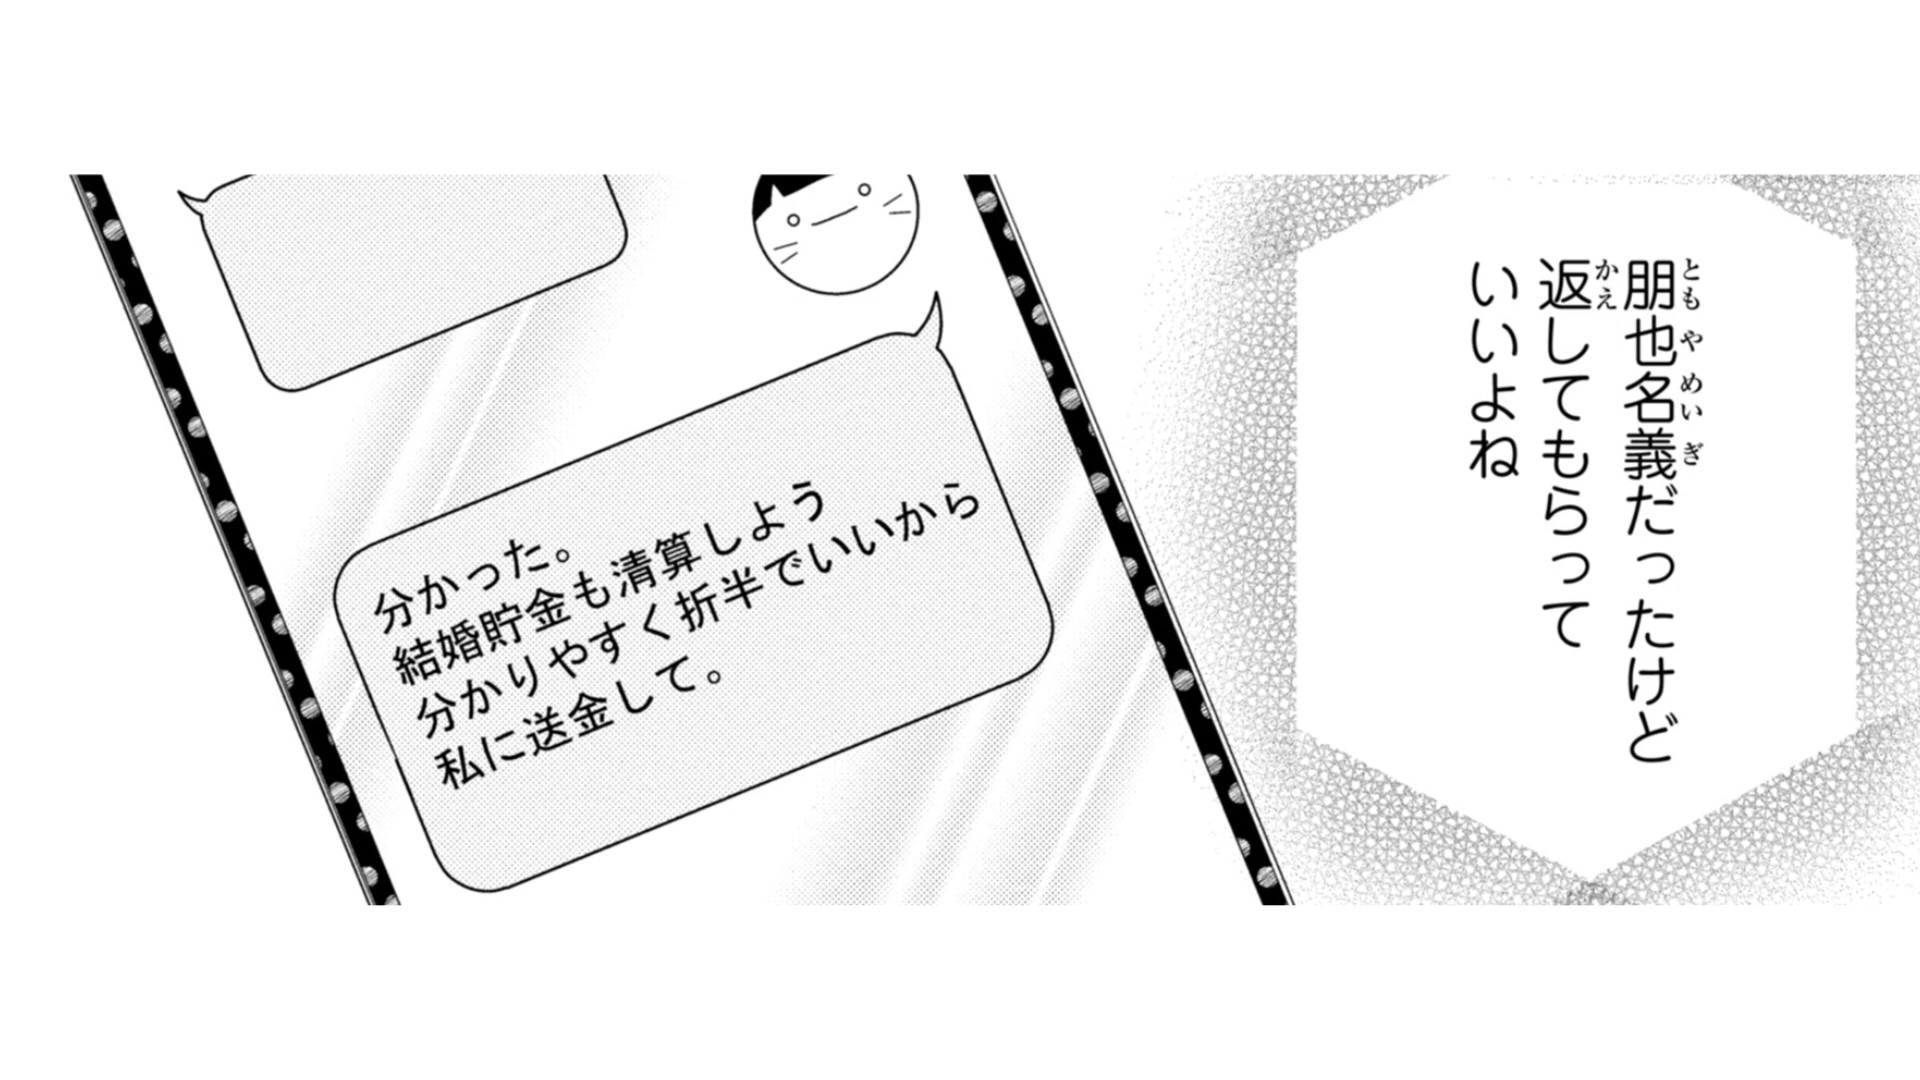 朋也名義だったけど
返してもらって
いいよね
分かった。
結婚貯金も清算しよう
分かりやすく折半でいいから
私に送金して。